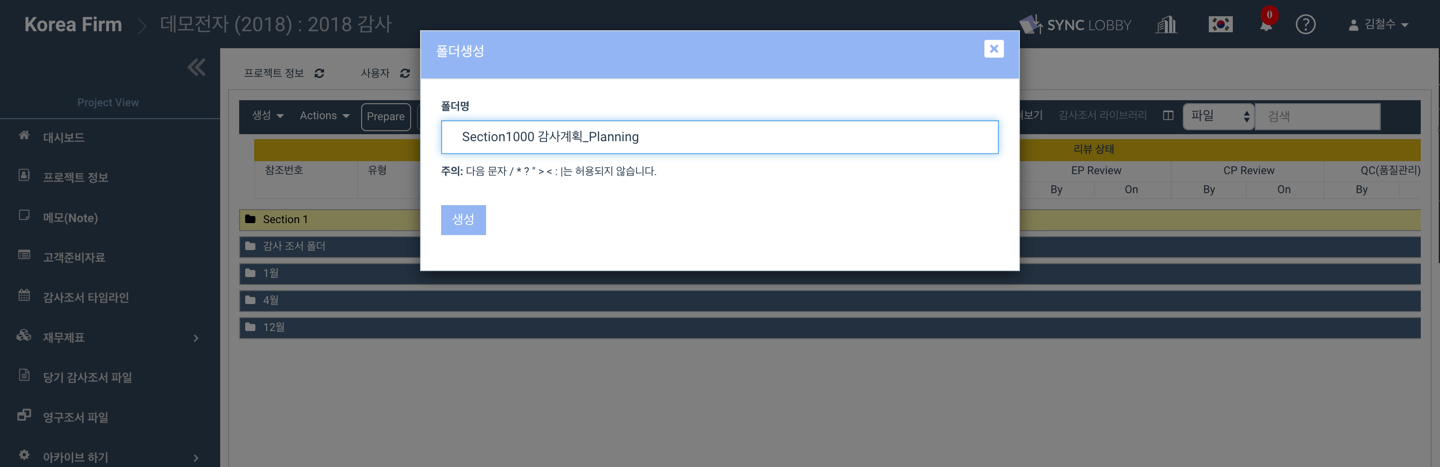 Korea Firm 데모전자 (2018) : 2018 감사
SYNC LOBBY 0 ? 김철수
폴더생성
폴더명
Section1000 감사계획_Planning
주의: 다음 문자 / * ? " > < : |는 허용되지 않습니다.
생성
프로젝트 정보 사용자
생성 Actions Prepare 감사조서 라이브러리 파일 검색
리뷰 상태
참조번호 유형 EP Review CP Review QC(품질관리)
By On By On By
Section 1
감사 조서 폴더
1월
4월
12월
Project View
대시보드
프로젝트 정보
메모(Note)
고객준비자료
감사조서 타임라인
재무제표
당기 감사조서 파일
영구조서 파일
아카이브 하기